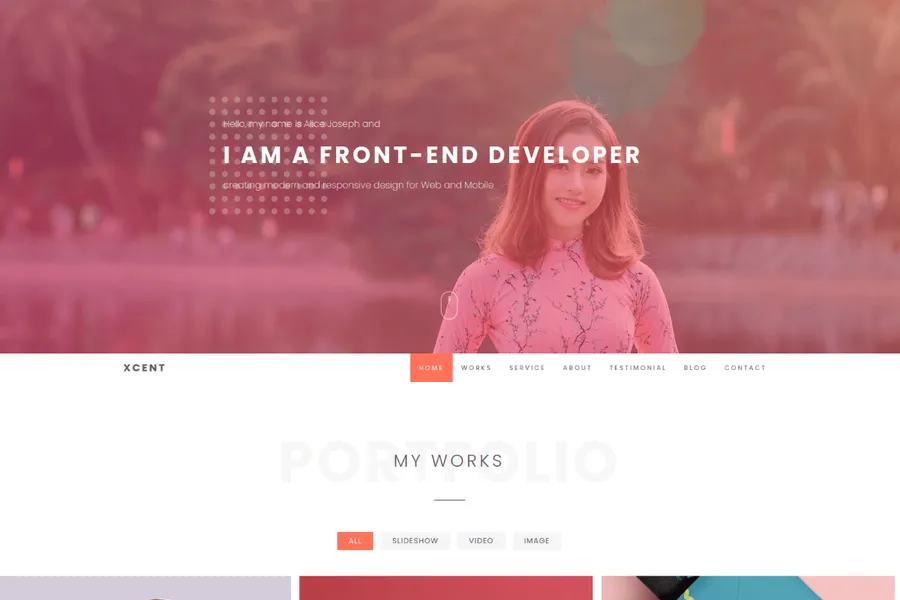 Hello, my name is Alice Joseph and
I AM A FRONT-END DEVELOPER
creating modern and responsive design for Web and Mobile
XCENT
HOME WORKS SERVICE ABOUT TESTIMONIAL BLOG CONTACT
PORTFOLIO
MY WORKS
ALL SLIDESHOW VIDEO IMAGE